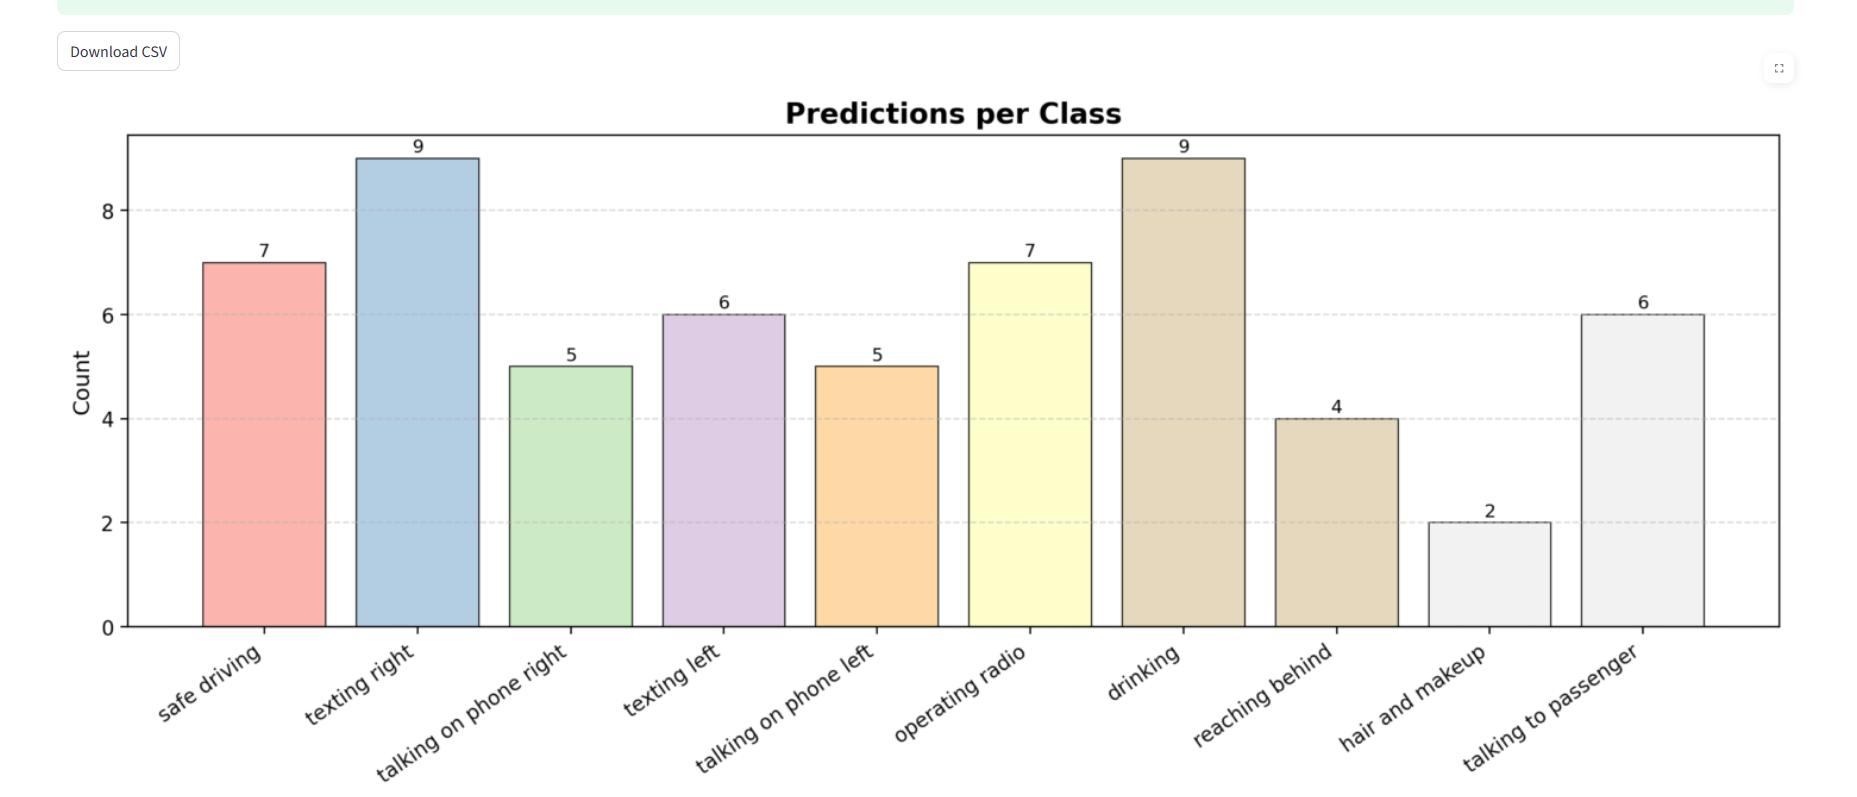 Download CSV
Predictions per Class
9
9
8
7
7
6
6
6
5
5
Count
4
4
2
2
0
safe driving
texting right
talking on phone right
texting left
talking on phone left
operating radio
drinking
reaching behind
hair and makeup
talking to passenger